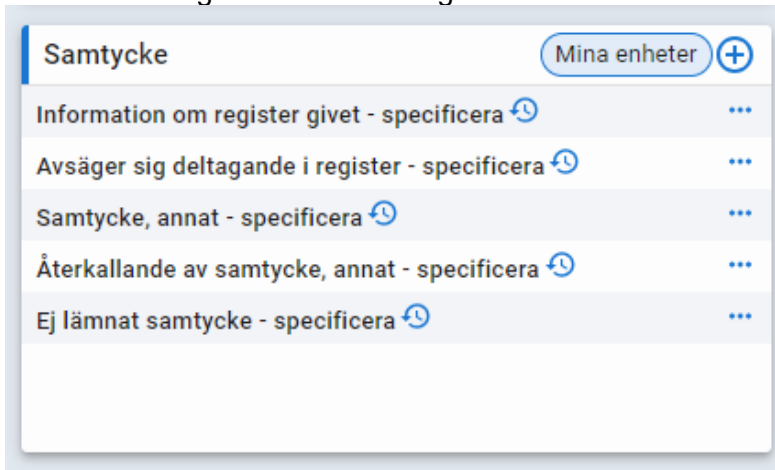 Samtycke
Mina enheter
Information om register givet - specificera
Avsäger sig deltagande i register - specificera
Samtycke, annat - specificera
Återkallande av samtycke, annat - specificera
Ej lämnat samtycke - specificera